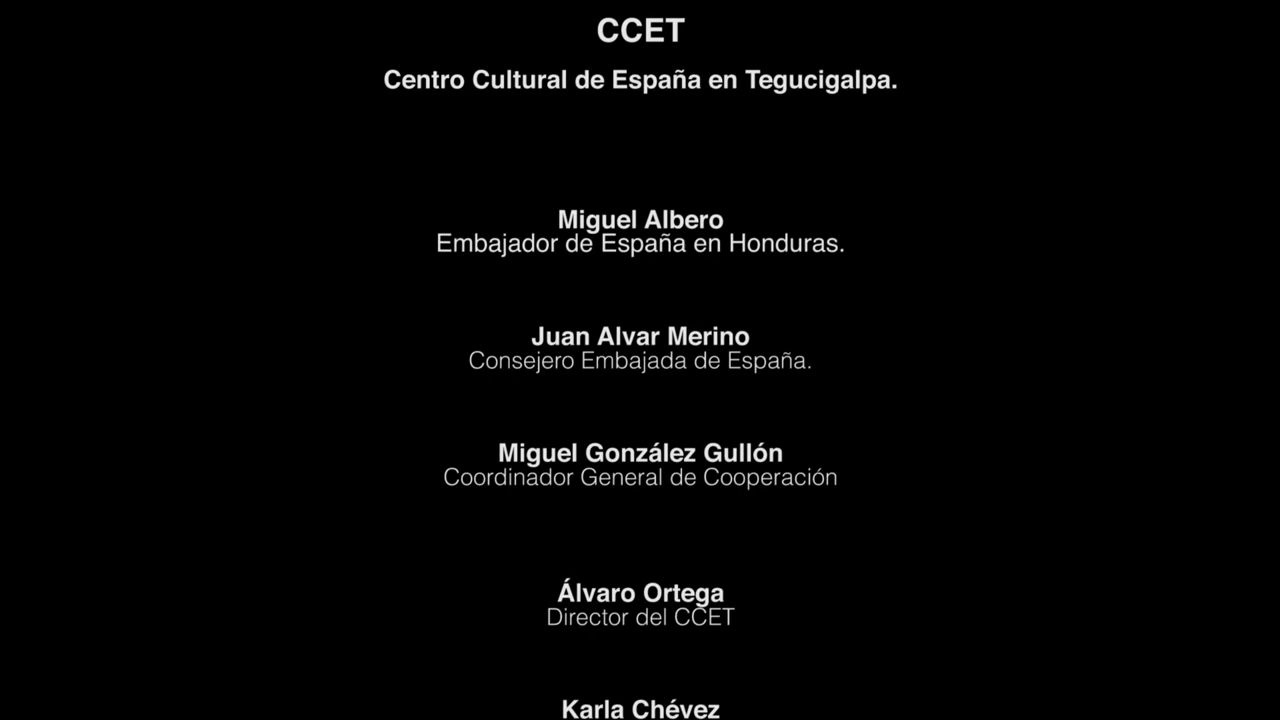 CCET
Centro Cultural de España en Tegucigalpa.
Miguel Albero
Embajador de España en Honduras.
Juan Alvar Merino
Consejero Embajada de España.
Miguel González Gullón
Coordinador General de Cooperación
Álvaro Ortega
Director del CCET
Karla Chévez